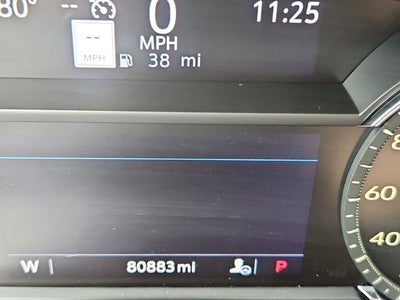 80° -- 0 11:25
-- MPH
MPH 38 mi
80
60
40
W 80883 mi P